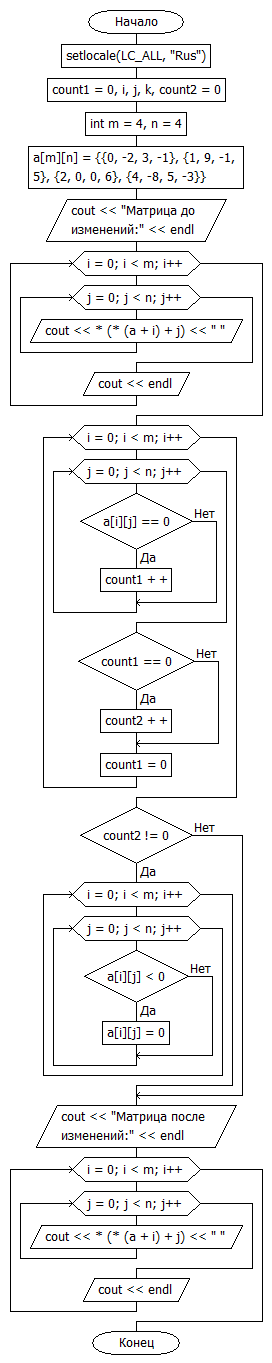 Начало
setlocale(LC_ALL, "Rus")
count1 = 0, i, j, k, count2 = 0
int m = 4, n = 4
a[m][n] = {{0, -2, 3, -1}, {1, 9, -1,
5}, {2, 0, 0, 6}, {4, -8, 5, -3}}
cout << "Матрица до
изменений:" << endl
i = 0; i < m; i++
j = 0; j < n; j++
cout << * (* (a + i) + j) << " "
cout << endl
i = 0; i < m; i++
j = 0; j < n; j++
a[i][j] == 0
Нет
Да
count1 + +
count1 == 0
Нет
Да
count2 + +
count1 = 0
count2 != 0
Нет
Да
i = 0; i < m; i++
j = 0; j < n; j++
a[i][j] < 0
Нет
Да
a[i][j] = 0
cout << "Матрица после
изменений:" << endl
i = 0; i < m; i++
j = 0; j < n; j++
cout << * (* (a + i) + j) << " "
cout << endl
Конец